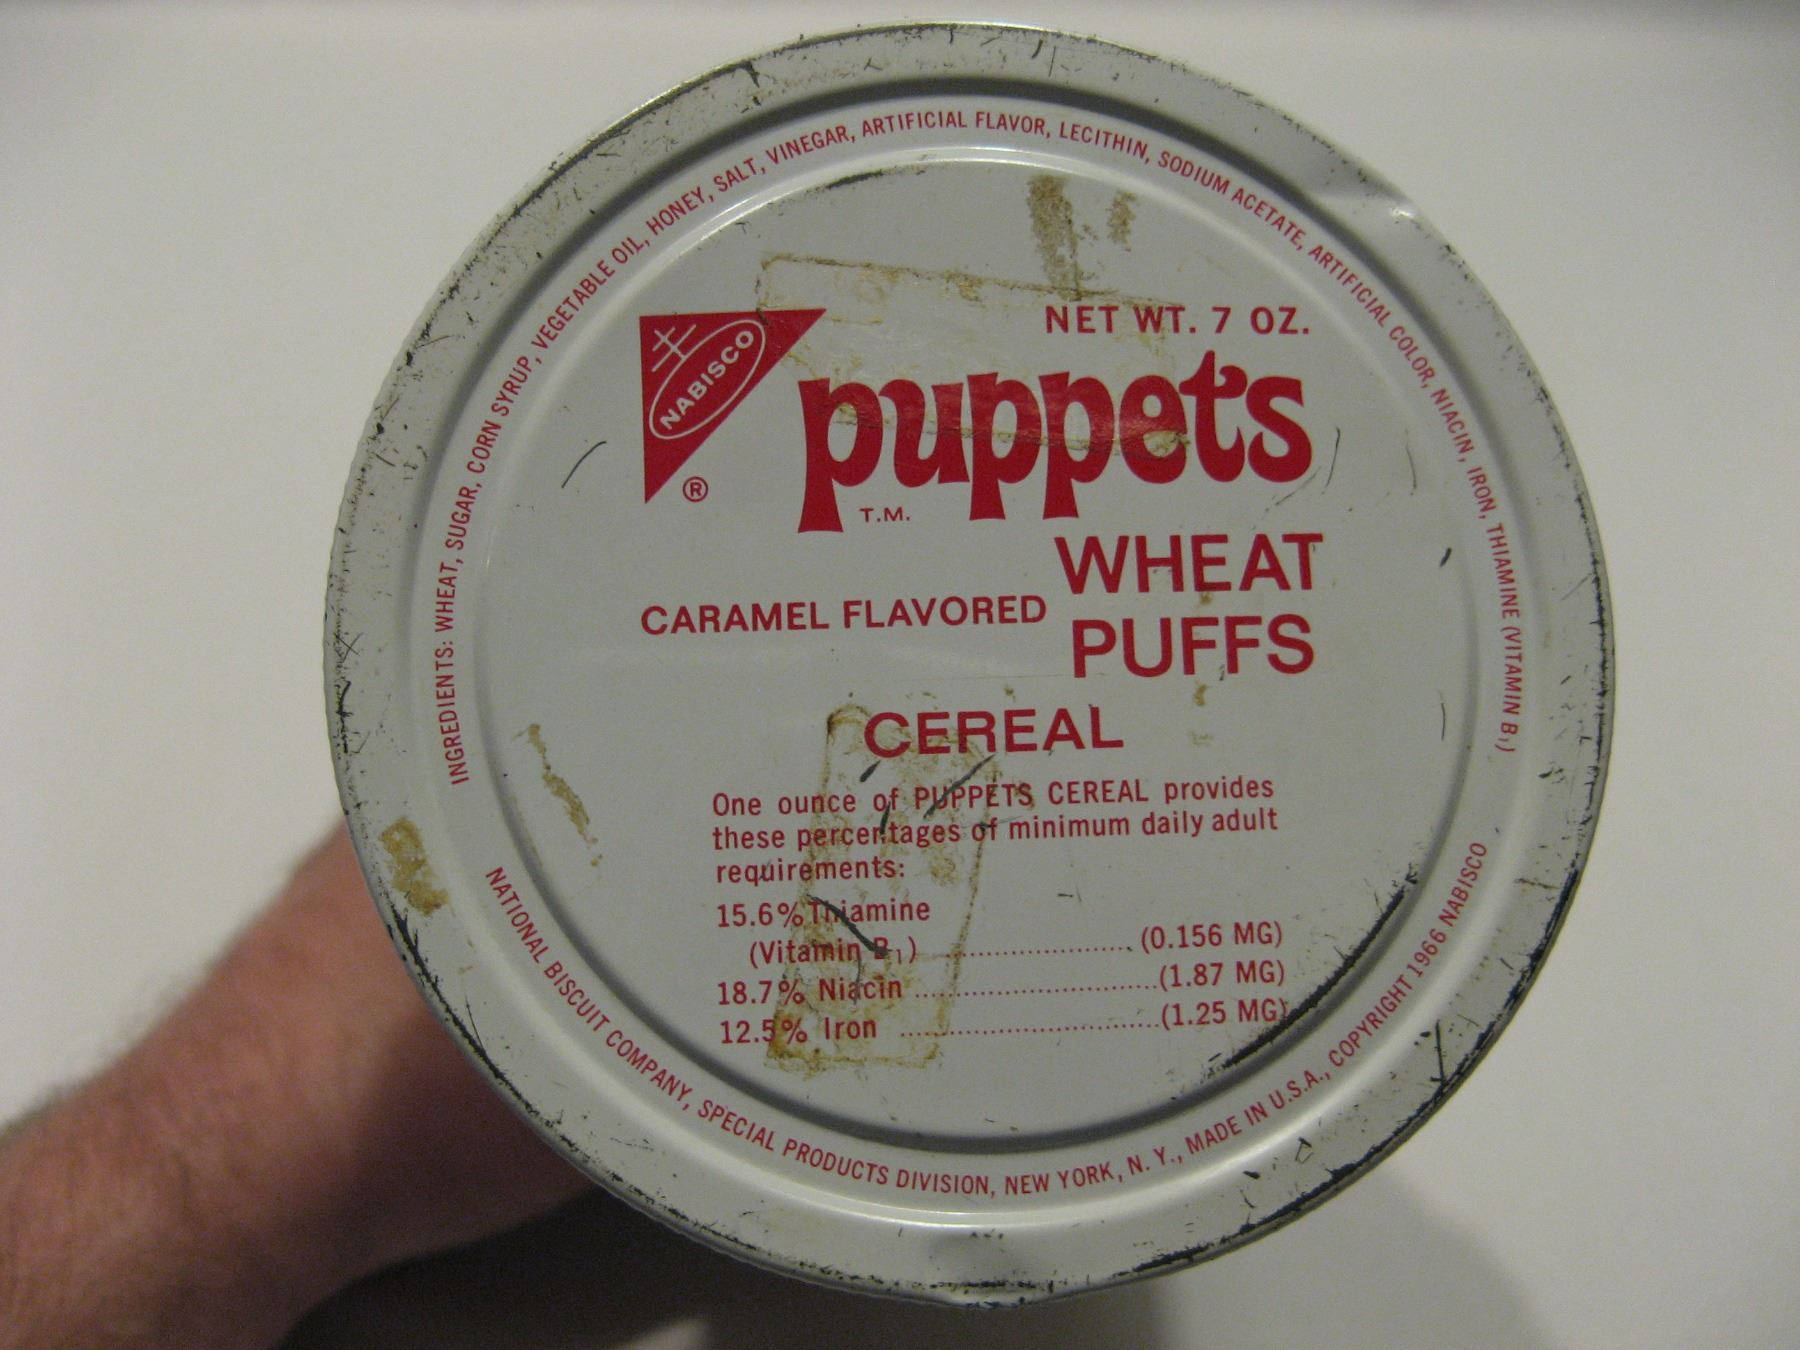 INGREDIENTS: WHEAT, SUGAR, CORN SYRUP, VEGETABLE OIL, HONEY, SALT, VINEGAR, ARTIFICIAL FLAVOR, LECITHIN, SODIUM ACETATE, ARTIFICIAL COLOR, NIACIN, IRON, THIAMINE (VITAMIN B₁)
NABISCO
®
NET WT. 7 OZ.
puppets
T.M.
WHEAT
CARAMEL FLAVORED
PUFFS
CEREAL
One ounce of PUPPETS CEREAL provides
these percentages of minimum daily adult
requirements:
15.6% Thiamine
(Vitamin B₁) .......................... (0.156 MG)
18.7% Niacin .................................(1.87 MG)
12.5% Iron ...................................(1.25 MG)
NATIONAL BISCUIT COMPANY, SPECIAL PRODUCTS DIVISION, NEW YORK, N. Y., MADE IN U.S.A., COPYRIGHT 1966 NABISCO